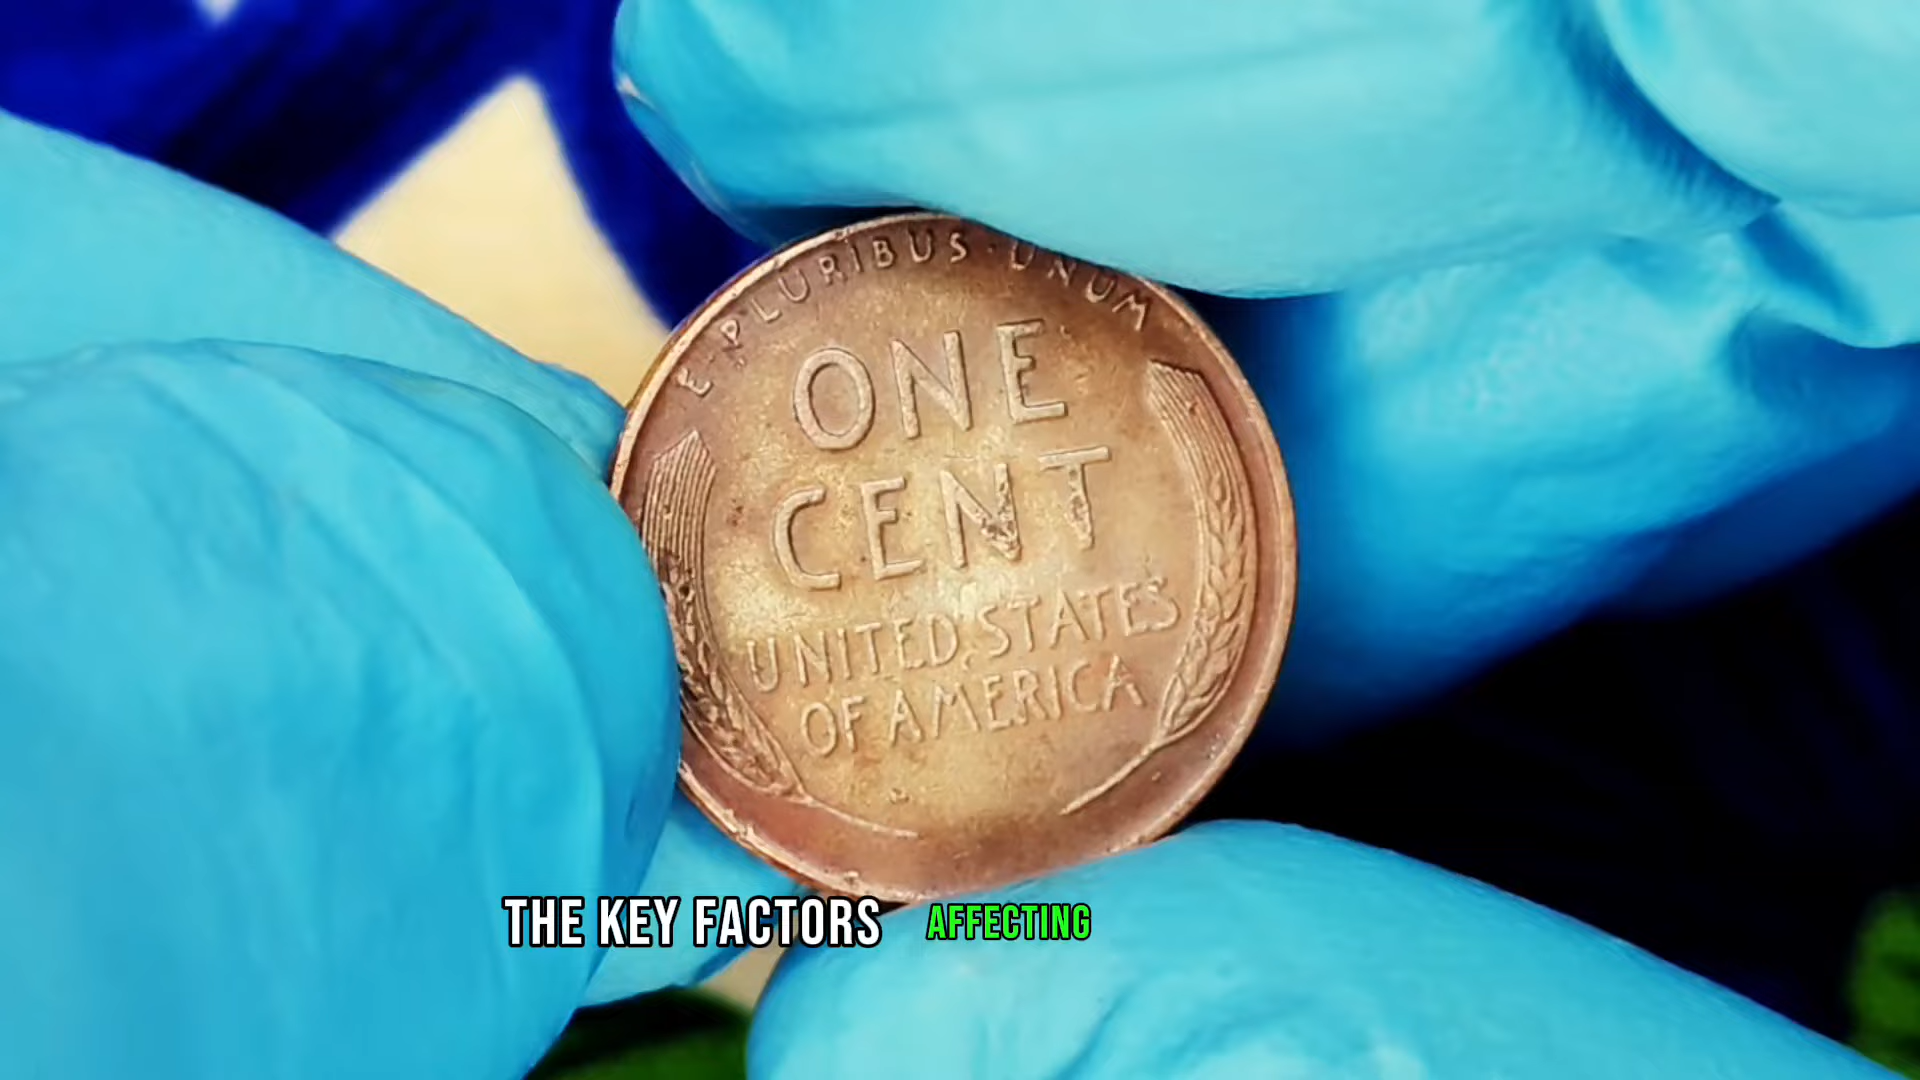 E·PLURIBUS·UNUM
ONE
CENT
UNITED STATES
OF AMERICA
THE KEY FACTORS AFFECTING